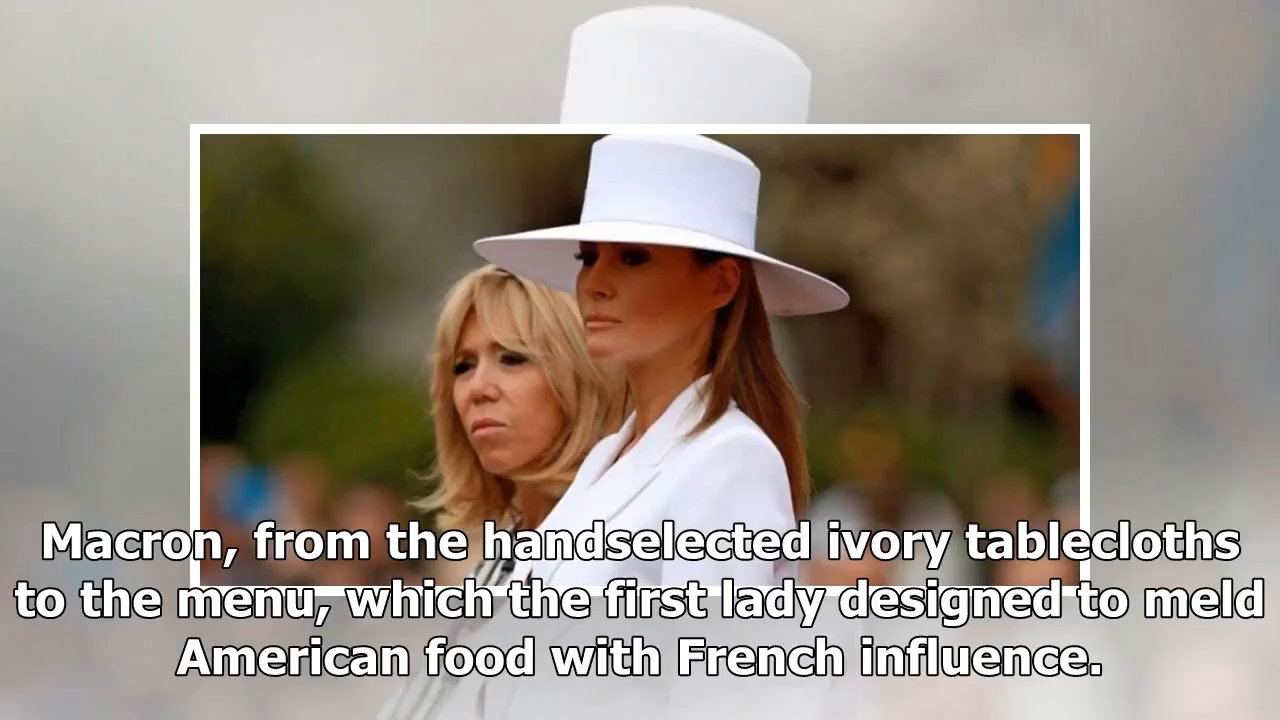 Macron, from the handselected ivory tablecloths
to the menu, which the first lady designed to meld
American food with French influence.